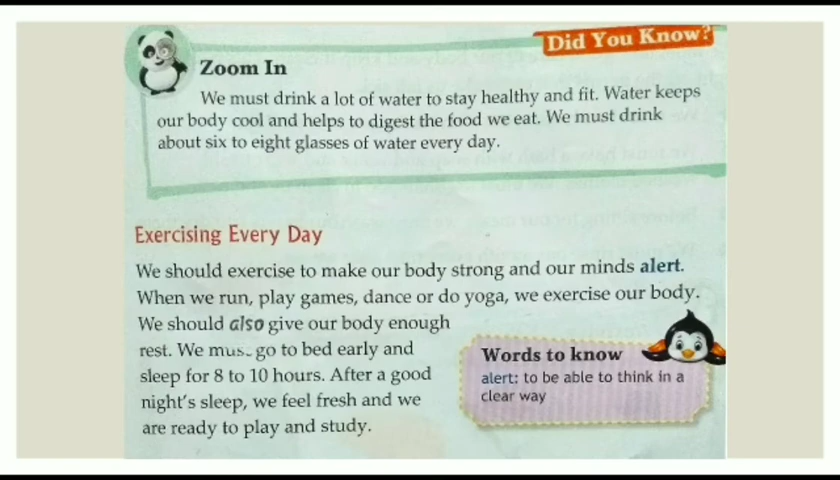 Did You Know?
Zoom In
We must drink a lot of water to stay healthy and fit. Water keeps
our body cool and helps to digest the food we eat. We must drink
about six to eight glasses of water every day.
Exercising Every Day
We should exercise to make our body strong and our minds alert.
When we run, play games, dance or do yoga, we exercise our body.
We should also give our body enough
rest. We must go to bed early and
sleep for 8 to 10 hours. After a good
night's sleep, we feel fresh and we
are ready to play and study.
Words to know
alert: to be able to think in a
clear way